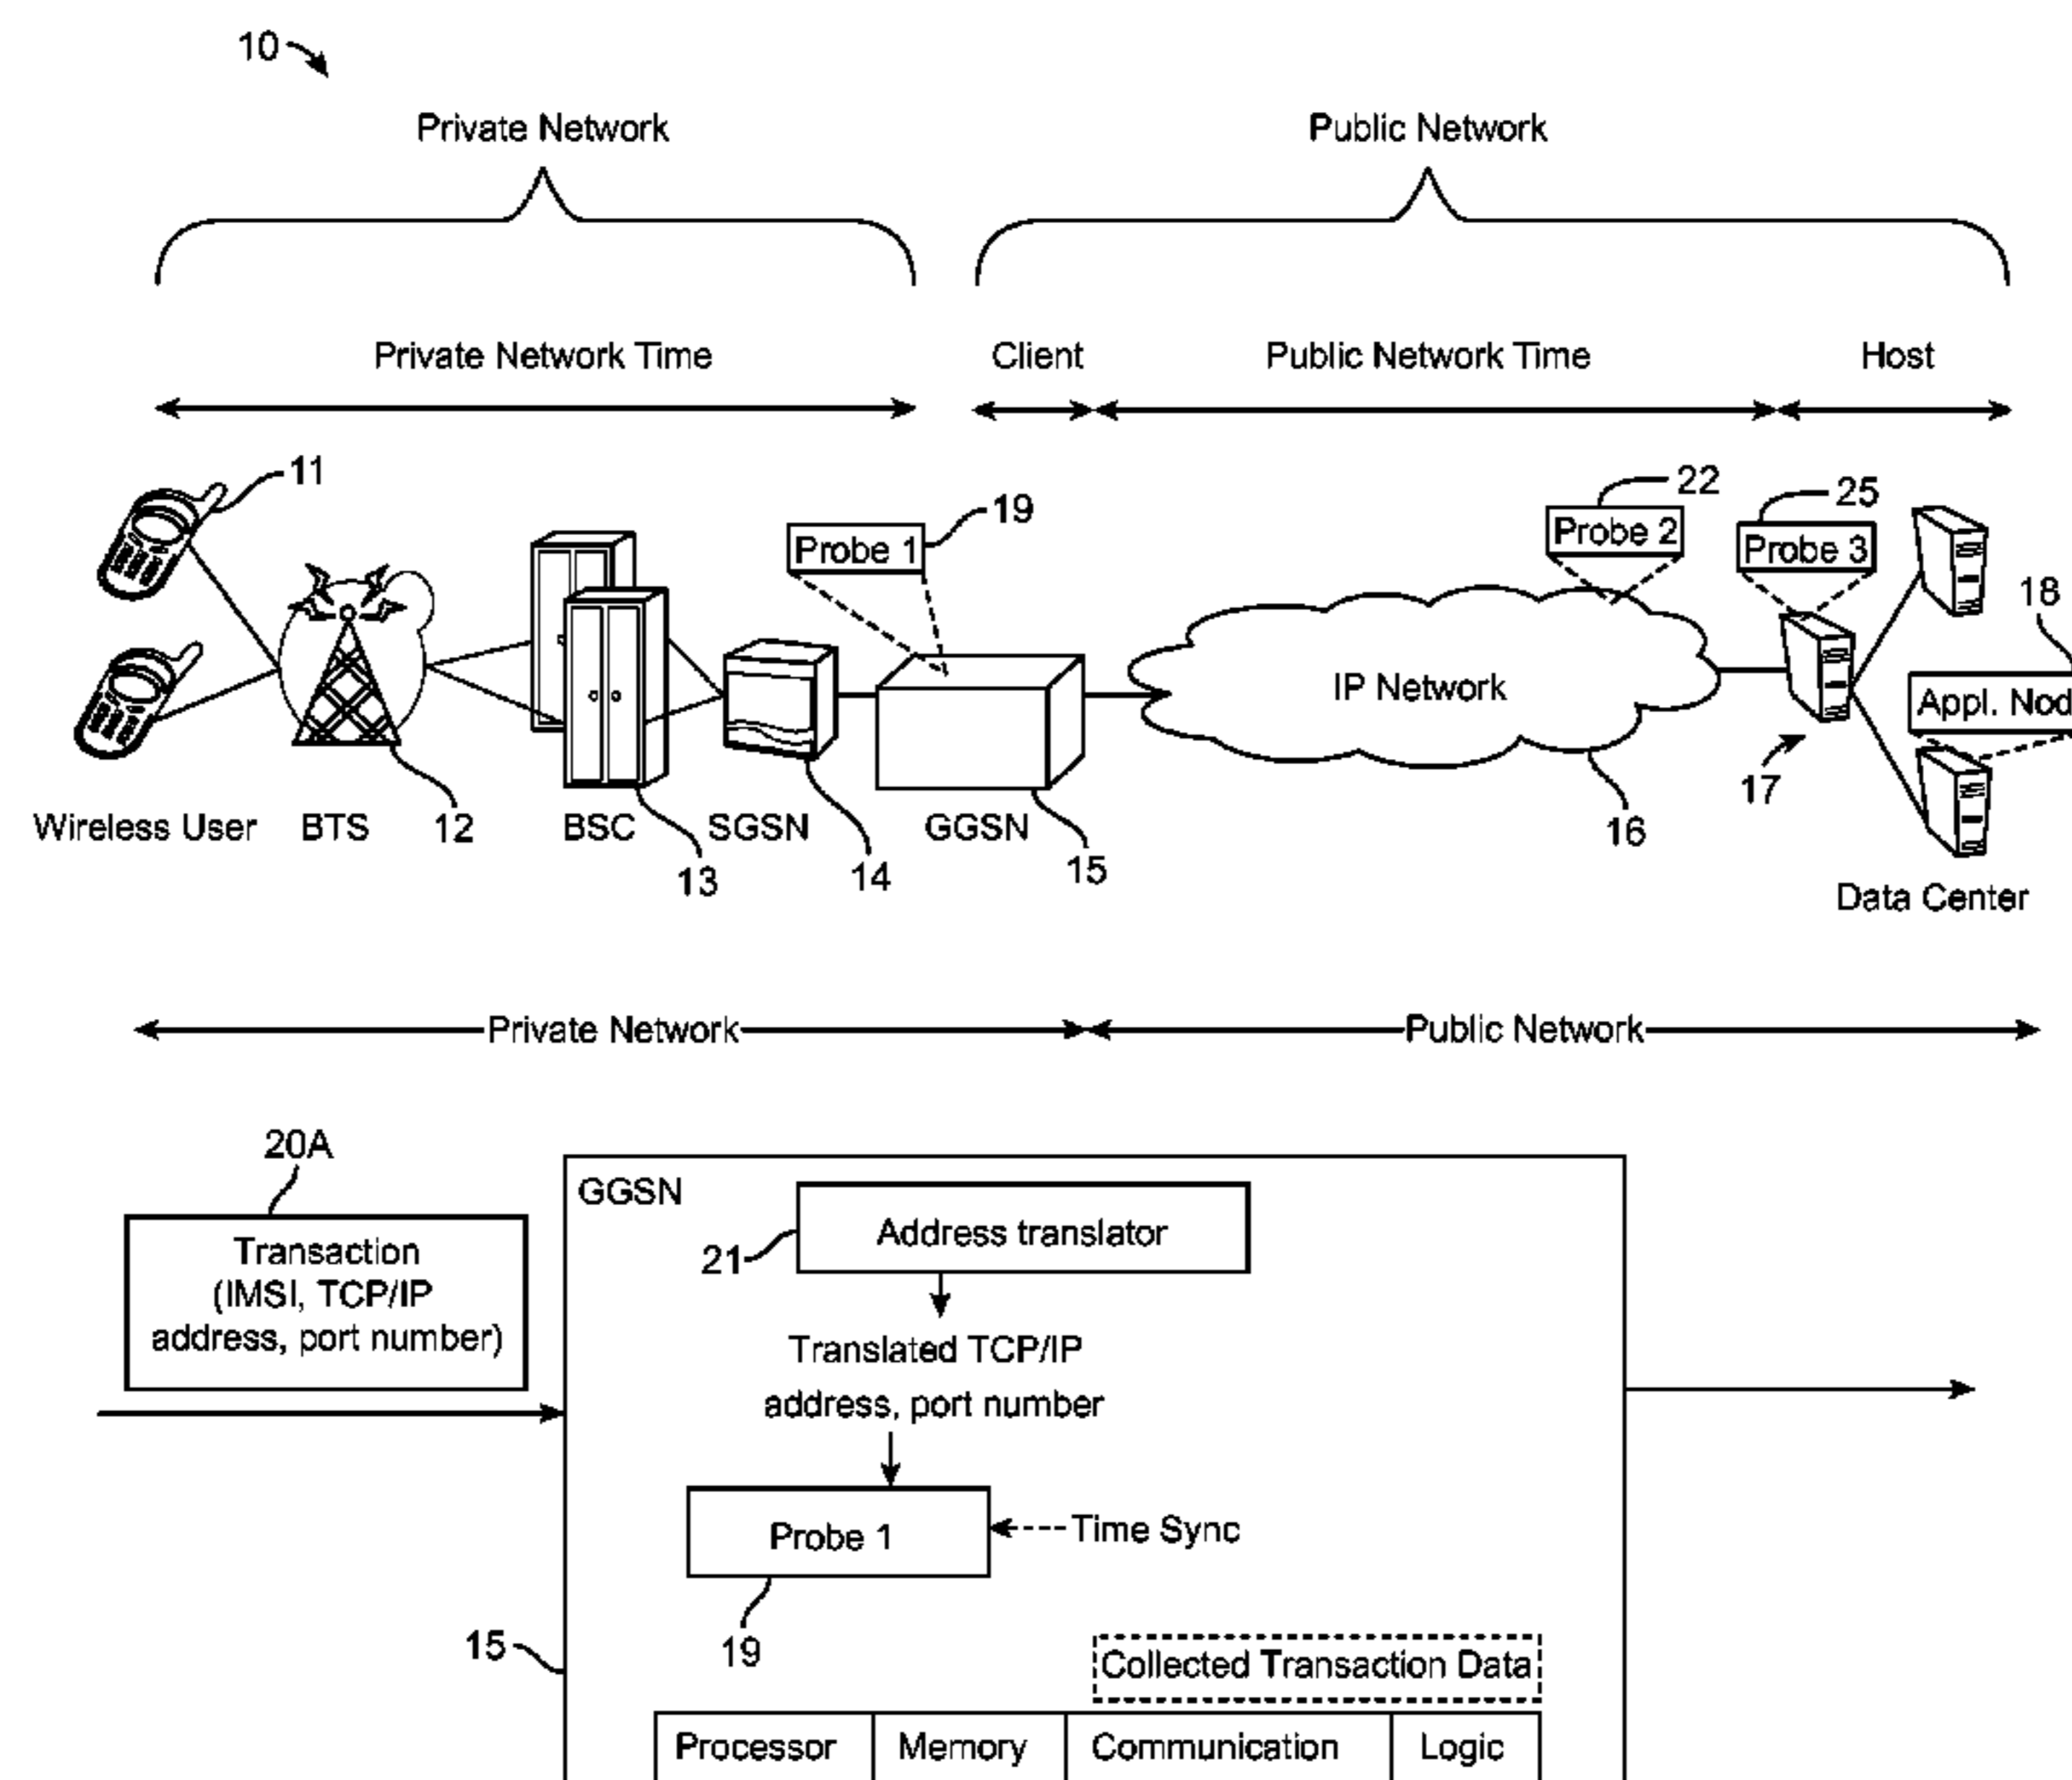 10
Private Network
Public Network
Private Network Time
Client
Public Network Time
Host
11
19
22
25
Probe 1
Probe 2
Probe 3
18
IP Network
Appl. Nod
17
Wireless User
BTS
12
BSC
SGSN
GGSN
16
13
14
15
Data Center
Private Network
Public Network
20A
GGSN
Transaction
(IMSI, TCP/IP
address, port number)
21
Address translator
Translated TCP/IP
address, port number
Probe 1
Time Sync
15
19
Collected Transaction Data
Processor
Memory
Communication
Logic